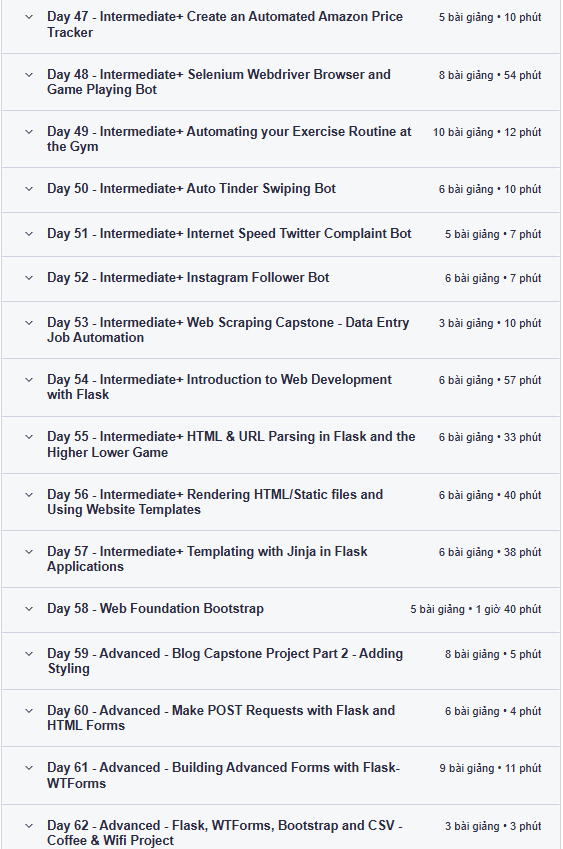 Day 47 - Intermediate+ Create an Automated Amazon Price 5 bài giảng • 10 phút
Tracker
Day 48 - Intermediate+ Selenium Webdriver Browser and 8 bài giảng • 54 phút
Game Playing Bot
Day 49 - Intermediate+ Automating your Exercise Routine at 10 bài giảng • 12 phút
the Gym
Day 50 - Intermediate+ Auto Tinder Swiping Bot 6 bài giảng • 10 phút
Day 51 - Intermediate+ Internet Speed Twitter Complaint Bot 5 bài giảng • 7 phút
Day 52 - Intermediate+ Instagram Follower Bot 6 bài giảng • 7 phút
Day 53 - Intermediate+ Web Scraping Capstone - Data Entry 3 bài giảng • 10 phút
Job Automation
Day 54 - Intermediate+ Introduction to Web Development 6 bài giảng • 57 phút
with Flask
Day 55 - Intermediate+ HTML & URL Parsing in Flask and the 6 bài giảng • 33 phút
Higher Lower Game
Day 56 - Intermediate+ Rendering HTML/Static files and 6 bài giảng • 40 phút
Using Website Templates
Day 57 - Intermediate+ Templating with Jinja in Flask 6 bài giảng • 38 phút
Applications
Day 58 - Web Foundation Bootstrap 5 bài giảng • 1 giờ 40 phút
Day 59 - Advanced - Blog Capstone Project Part 2 - Adding 8 bài giảng • 5 phút
Styling
Day 60 - Advanced - Make POST Requests with Flask and 6 bài giảng • 4 phút
HTML Forms
Day 61 - Advanced - Building Advanced Forms with Flask- 9 bài giảng • 11 phút
WTForms
Day 62 - Advanced - Flask, WTForms, Bootstrap and CSV - 3 bài giảng • 3 phút
Coffee & Wifi Project